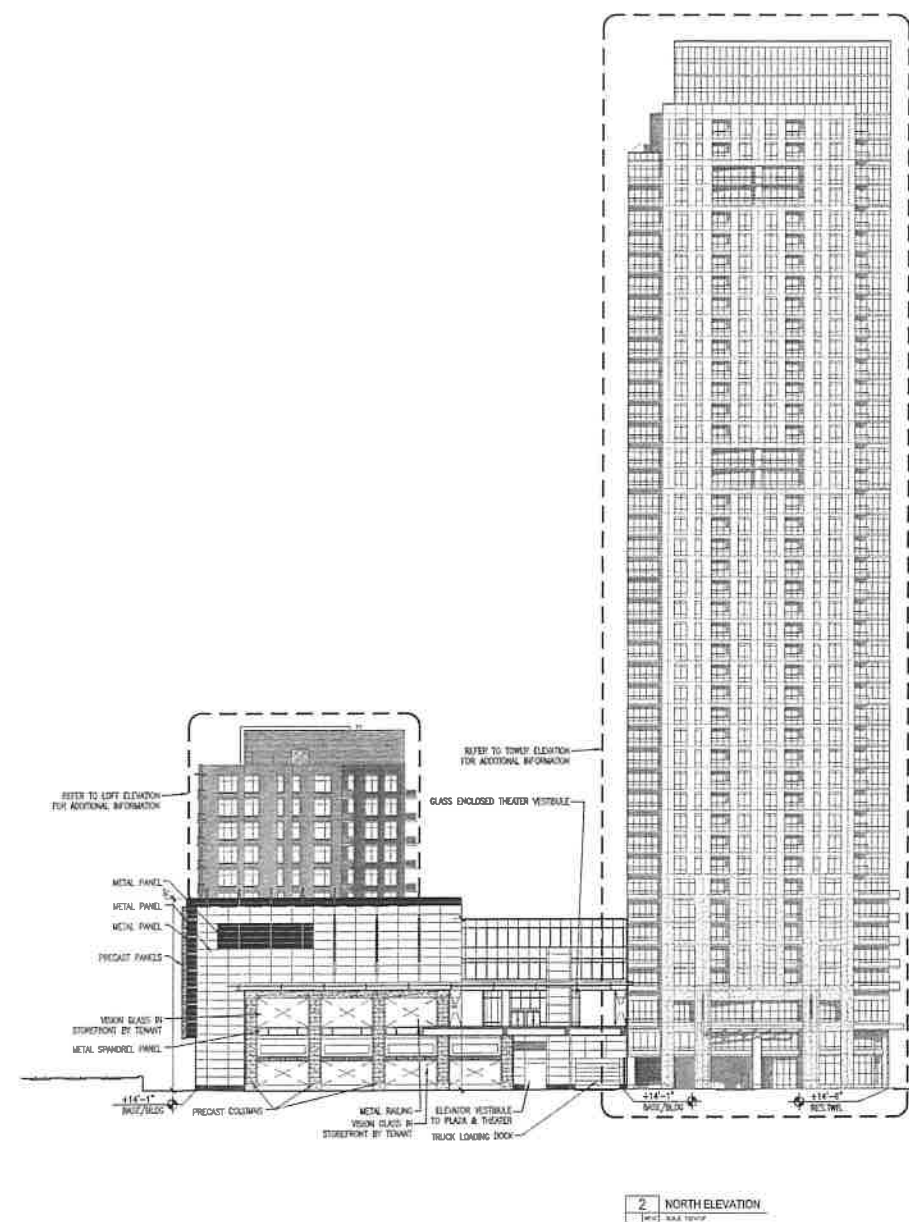 REFER TO TOWER ELEVATION
FOR ADDITIONAL INFORMATION
REFER TO LOFT ELEVATION
FOR ADDITIONAL INFORMATION
GLASS ENCLOSED THEATER VESTIBULE
METAL PANEL
METAL PANEL
METAL PANEL
PRECAST PANELS
VISION GLASS IN
STOREFRONT BY TENANT
METAL SPANDREL PANEL
±14'-1"
BASE/BLDG
PRECAST COLUMNS
METAL RAILING
VISION GLASS IN
STOREFRONT BY TENANT
ELEVATOR VESTIBULE
TO PLAZA & THEATER
TRUCK LOADING DOCK
±14'-1"
BASE/BLDG
RES.TWR.
2 NORTH ELEVATION